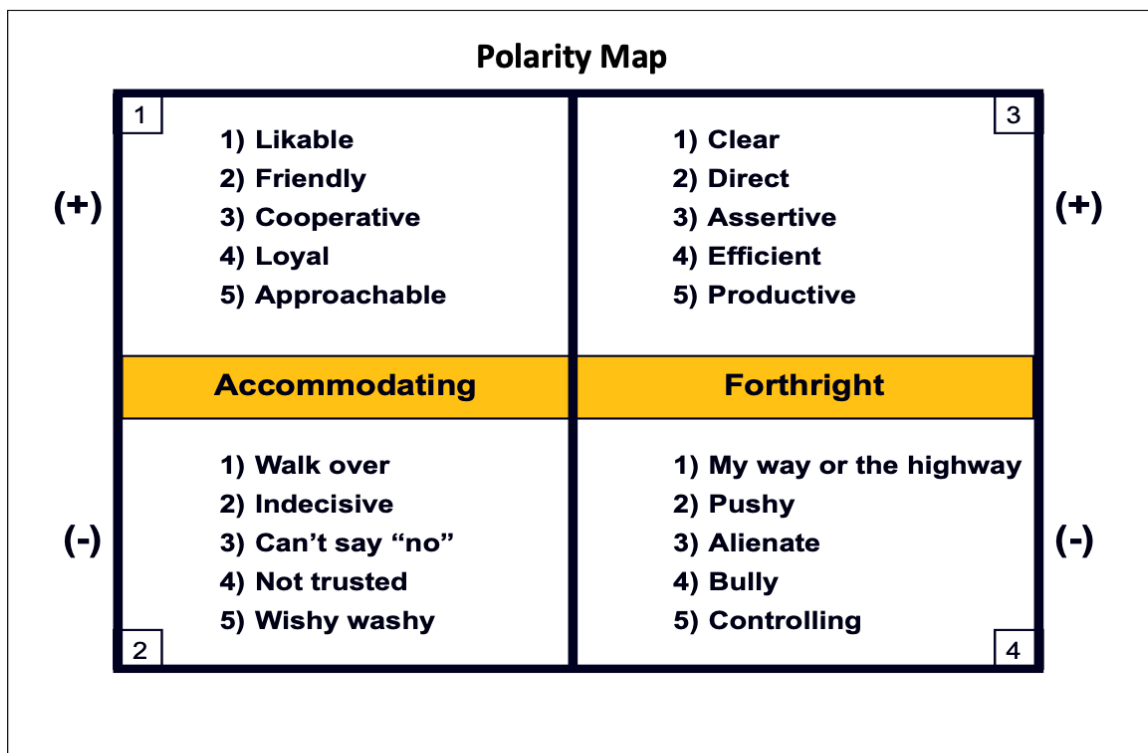 Polarity Map
1
1) Likable
2) Friendly
3) Cooperative
4) Loyal
5) Approachable
(+)
3
1) Clear
2) Direct
3) Assertive
4) Efficient
5) Productive
(+)
Accommodating
Forthright
1) Walk over
2) Indecisive
3) Can’t say “no”
4) Not trusted
5) Wishy washy
(-)
2
1) My way or the highway
2) Pushy
3) Alienate
4) Bully
5) Controlling
(-)
4